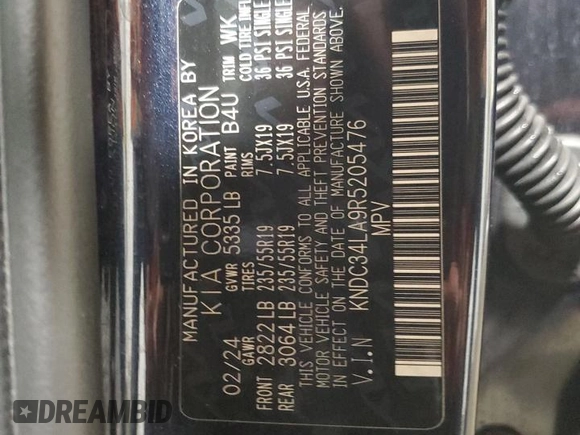 MANUFACTURED IN KOREA BY
KIA CORPORATION
02/24 GVWR 5335 LB PAINT B4U TRIM WK
GAWR TIRES RIMS COLD TIRE INFL
FRONT 2822 LB 235/55R19 7.5JX19 36 PSI SINGLE
REAR 3064 LB 235/55R19 7.5JX19 36 PSI SINGLE
THIS VEHICLE CONFORMS TO ALL APPLICABLE U.S.A. FEDERAL
MOTOR VEHICLE SAFETY AND THEFT PREVENTION STANDARDS
IN EFFECT ON THE DATE OF MANUFACTURE SHOWN ABOVE.
V.I.N KNDC34LA9R5205476
MPV
DREAMBID